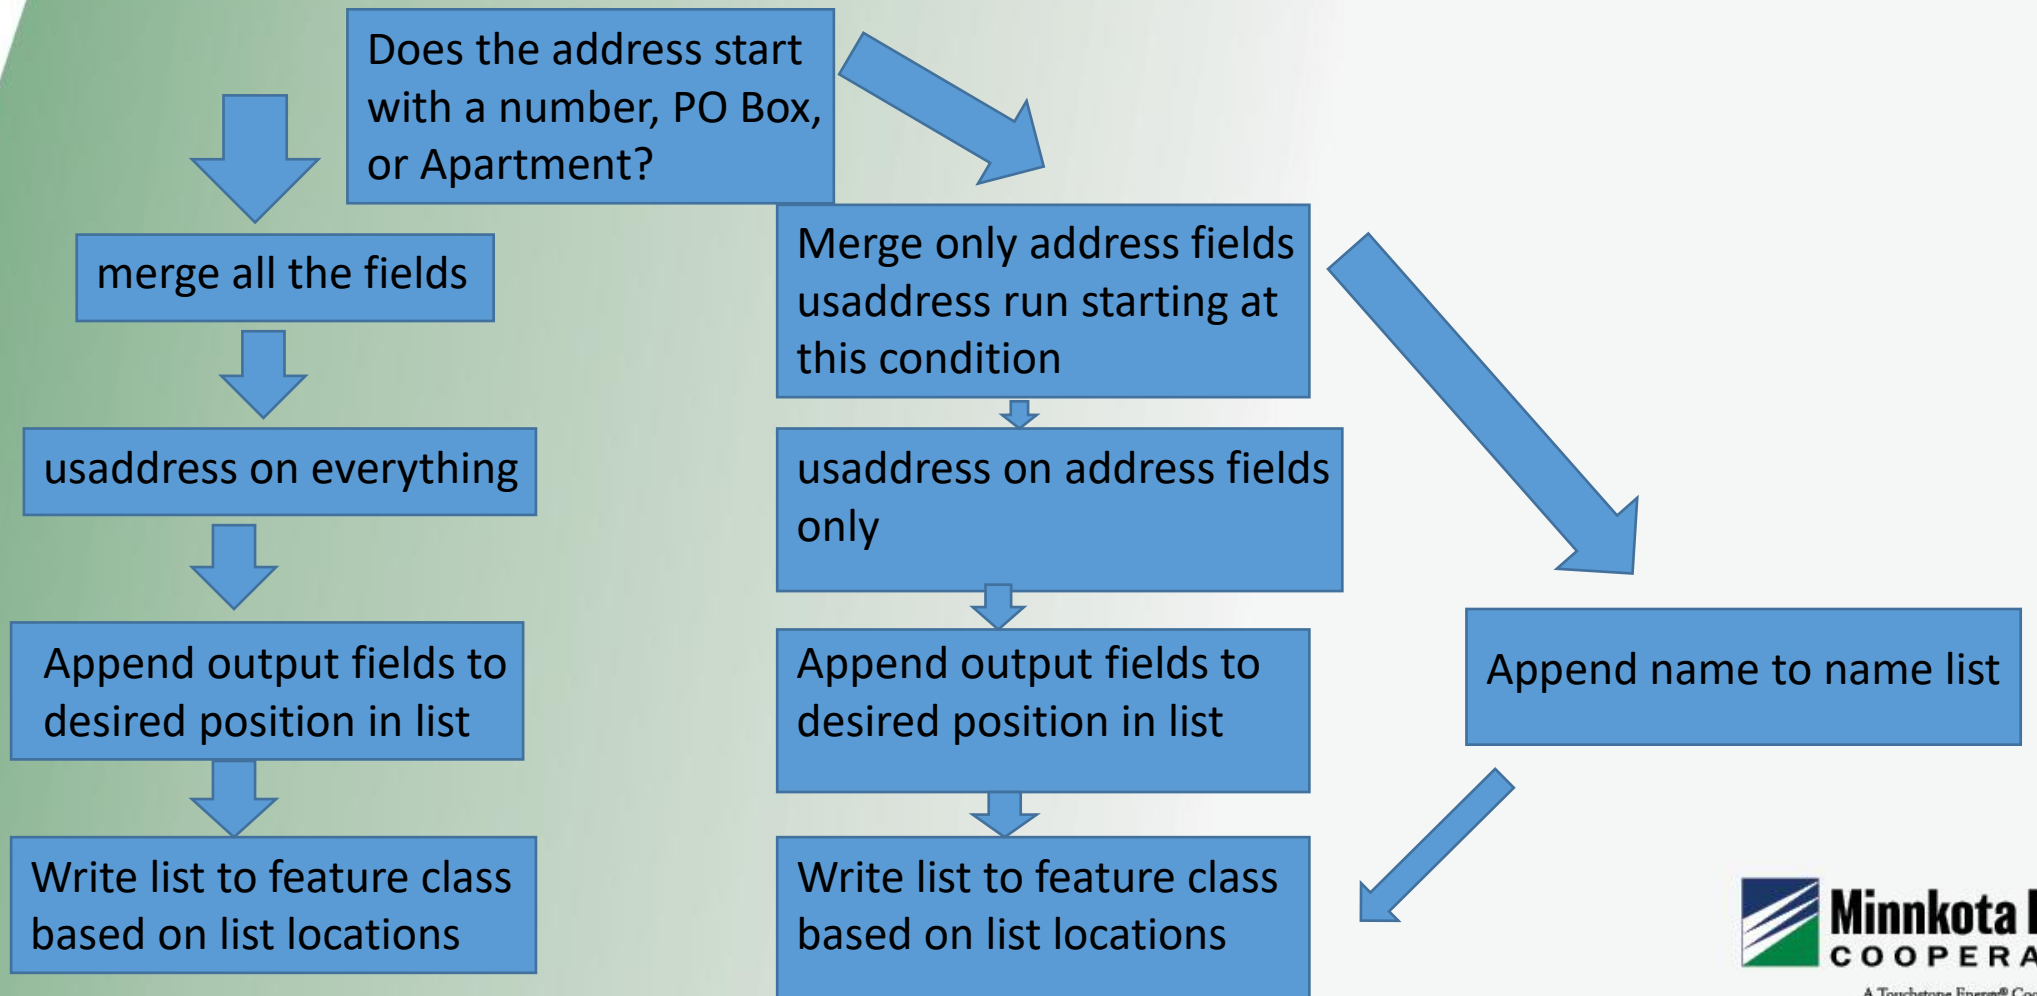 Does the address start
with a number, PO Box,
or Apartment?
merge all the fields
usaddress on everything
Append output fields to
desired position in list
Write list to feature class
based on list locations
Merge only address fields
usaddress run starting at
this condition
usaddress on address fields
only
Append output fields to
desired position in list
Write list to feature class
based on list locations
Append name to name list
Minnkota
COOPERA
A Touchstone Energy® Coo